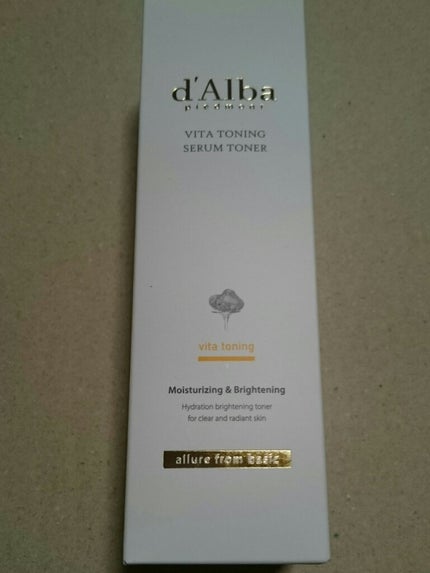 d'Alba
piedmont
VITA TONING
SERUM TONER
vita toning
Moisturizing & Brightening
Hydration brightening toner
for clear and radiant skin
allure from basic